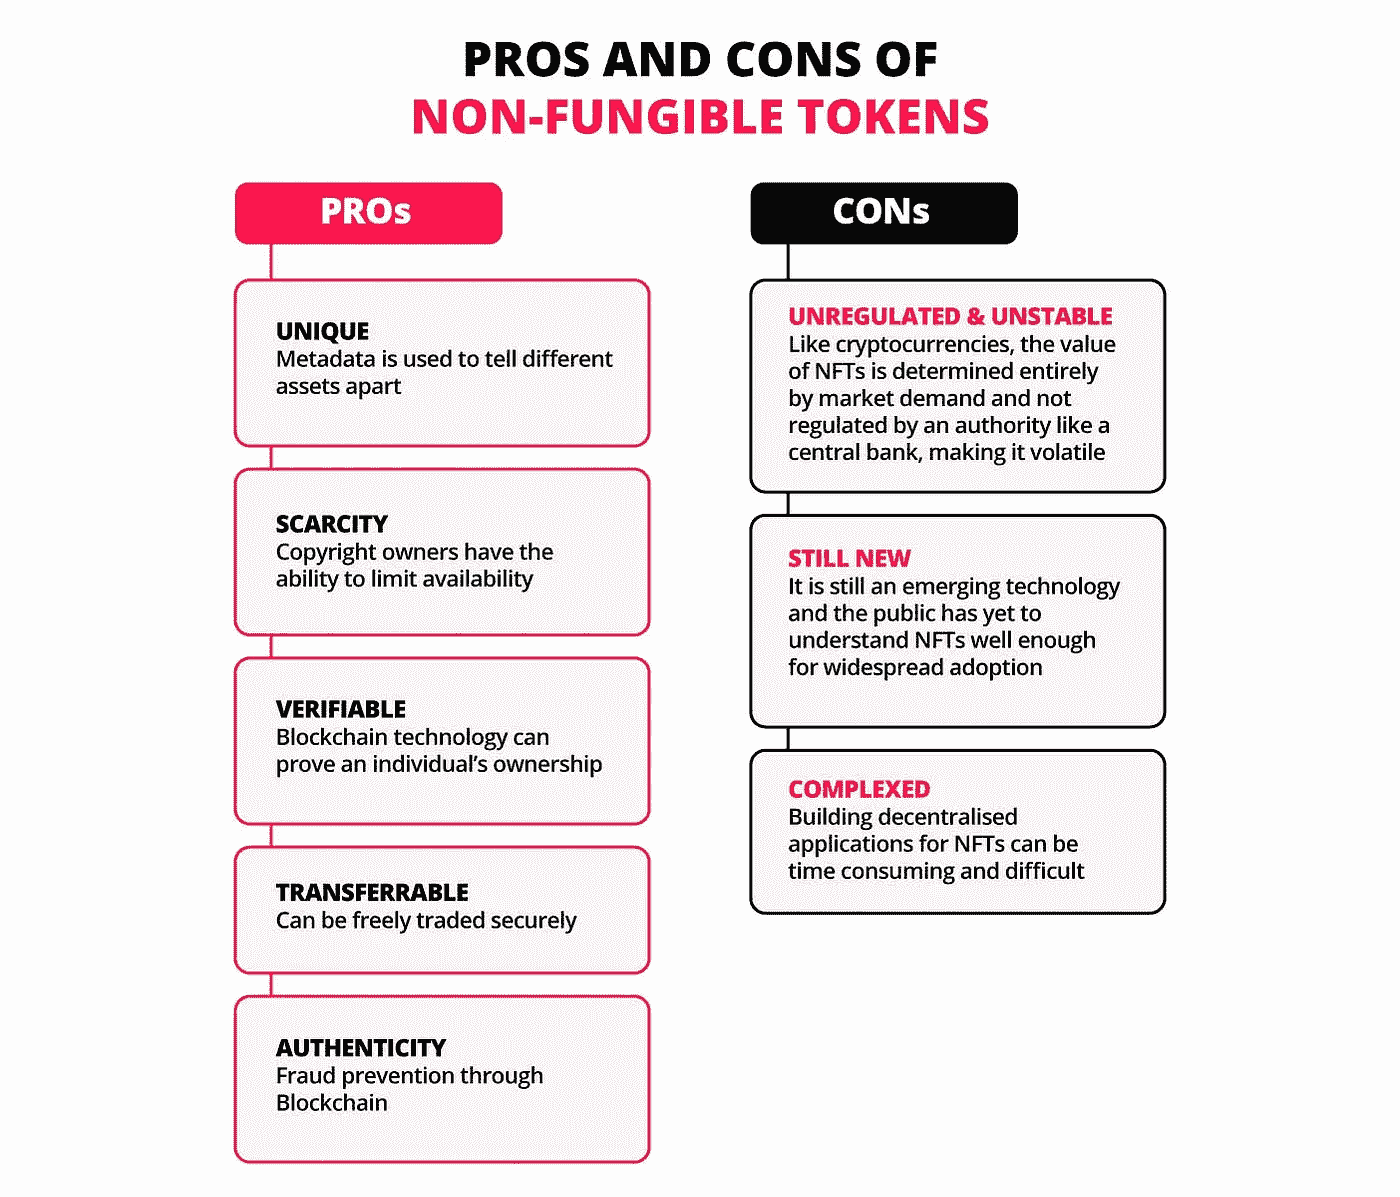 PROS AND CONS OF
NON-FUNGIBLE TOKENS
PROs
UNIQUE
Metadata is used to tell different
assets apart
SCARCITY
Copyright owners have the
ability to limit availability
VERIFIABLE
Blockchain technology can
prove an individual's ownership
TRANSFERRABLE
Can be freely traded securely
AUTHENTICITY
Fraud prevention through
Blockchain
CONs
UNREGULATED & UNSTABLE
Like cryptocurrencies, the value
of NFTs is determined entirely
by market demand and not
regulated by an authority like a
central bank, making it volatile
STILL NEW
It is still an emerging technology
and the public has yet to
understand NFTs well enough
for widespread adoption
COMPLEXED
Building decentralised
applications for NFTs can be
time consuming and difficult